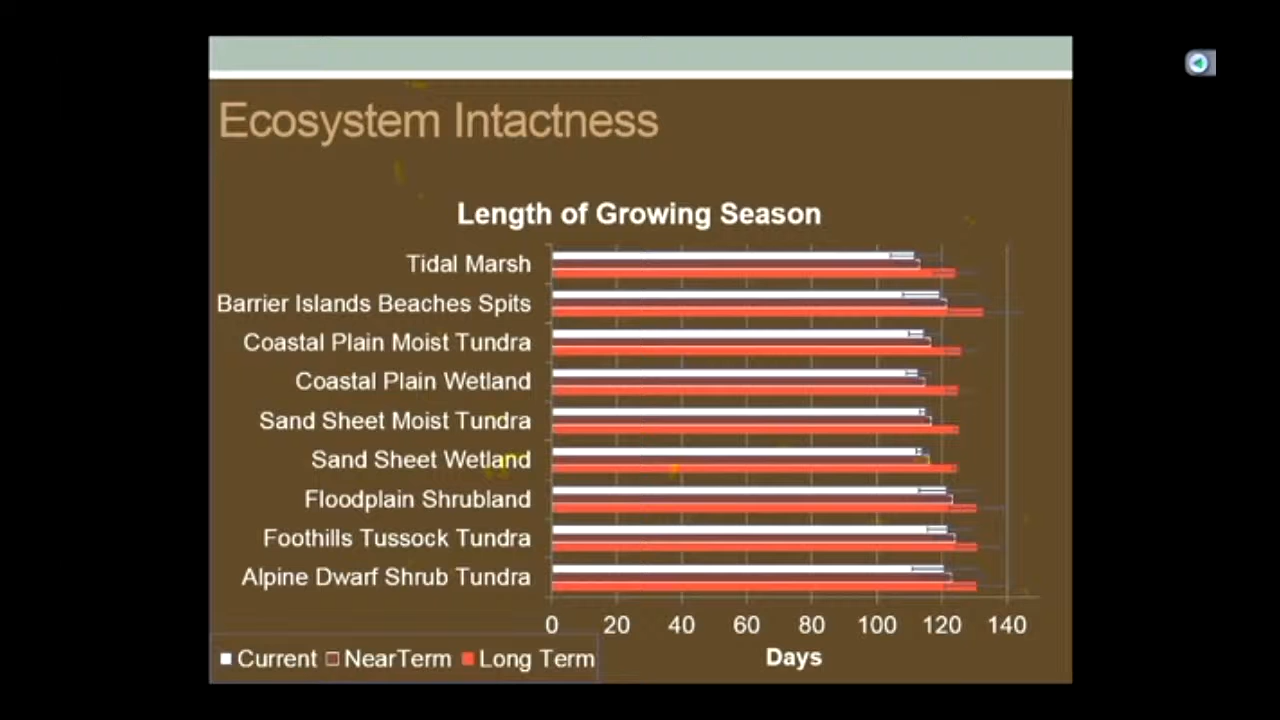 Ecosystem Intactness
Length of Growing Season
Tidal Marsh
Barrier Islands Beaches Spits
Coastal Plain Moist Tundra
Coastal Plain Wetland
Sand Sheet Moist Tundra
Sand Sheet Wetland
Floodplain Shrubland
Foothills Tussock Tundra
Alpine Dwarf Shrub Tundra
0 20 40 60 80 100 120 140
Current NearTerm Long Term
Days